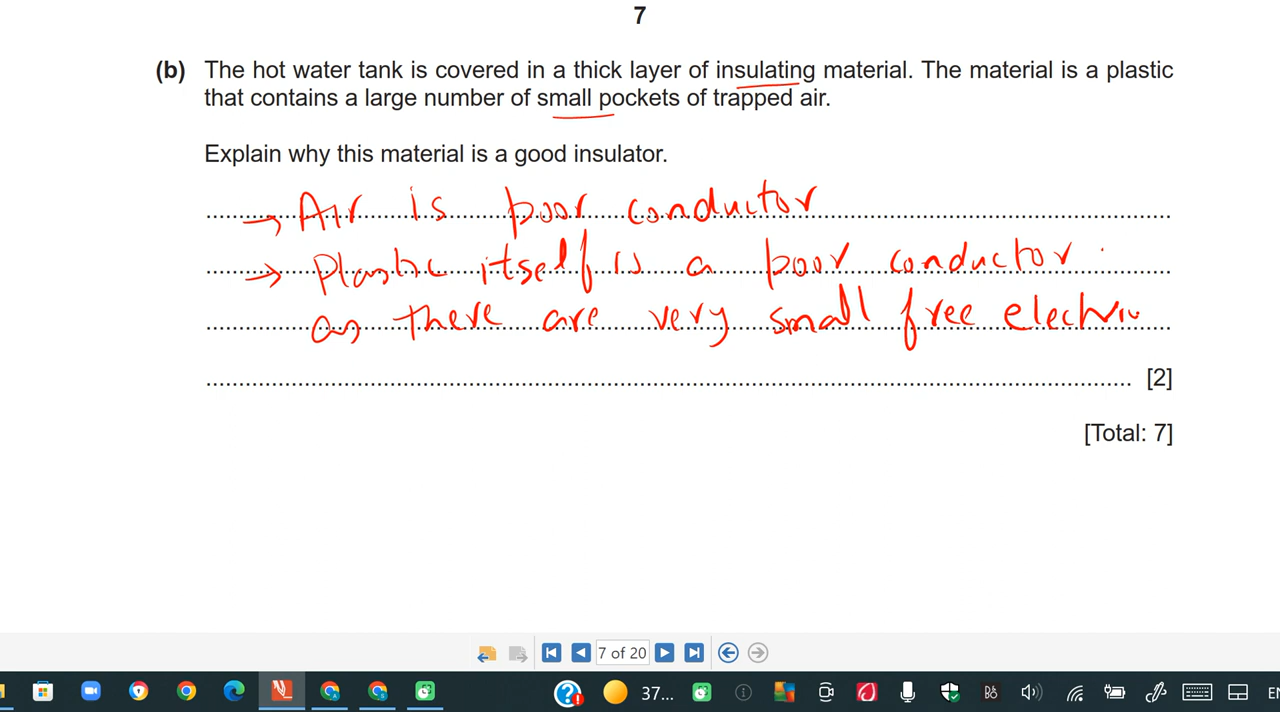 7
(b) The hot water tank is covered in a thick layer of insulating material. The material is a plastic
that contains a large number of small pockets of trapped air.
Explain why this material is a good insulator.
→ Air is poor conductor
→ Plastic itself is a poor conductor.
as there are very small free
[2]
[Total: 7]
7 of 20
37...
EN